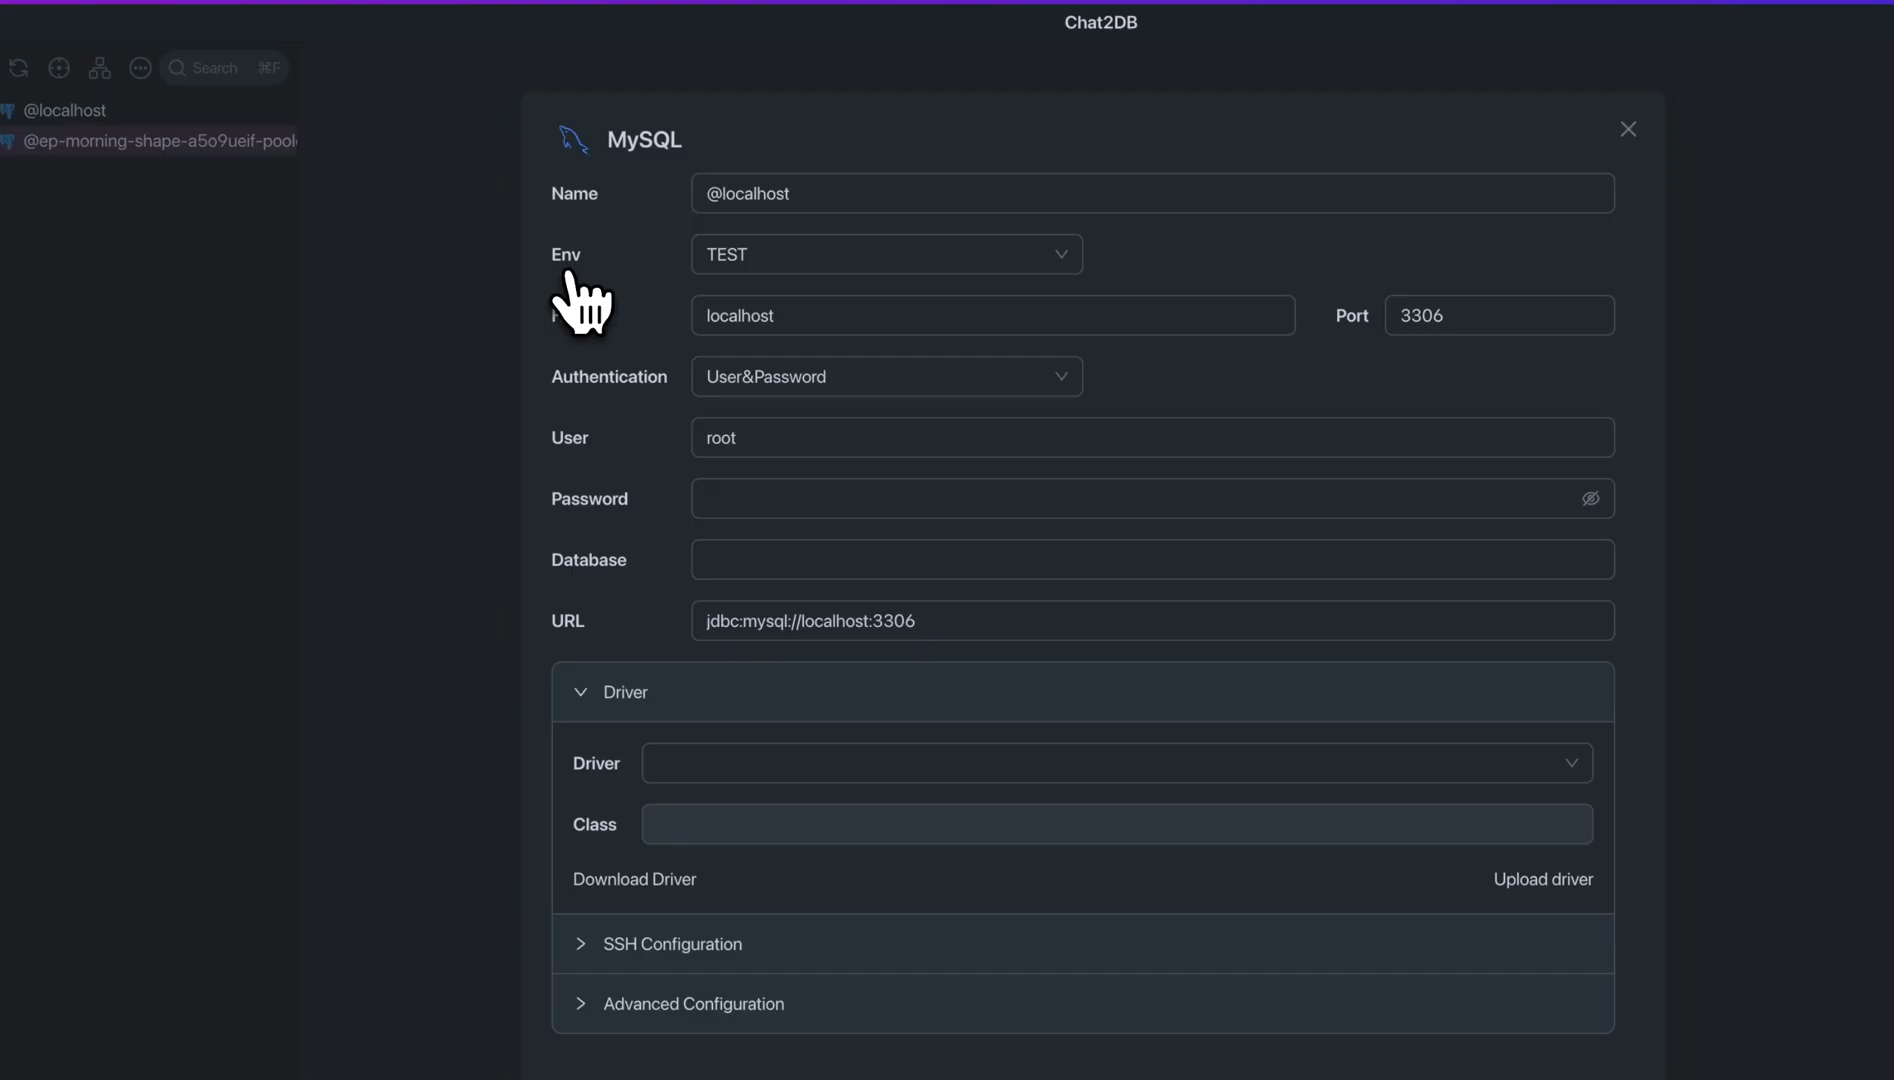 Chat2DB
Search ⌘F
@localhost
@ep-morning-shape-a5o9ueif-pool
MySQL
Name @localhost
Env TEST
localhost Port 3306
Authentication User&Password
User root
Password
Database
URL jdbc:mysql://localhost:3306
Driver
Driver
Class
Download Driver Upload driver
SSH Configuration
Advanced Configuration